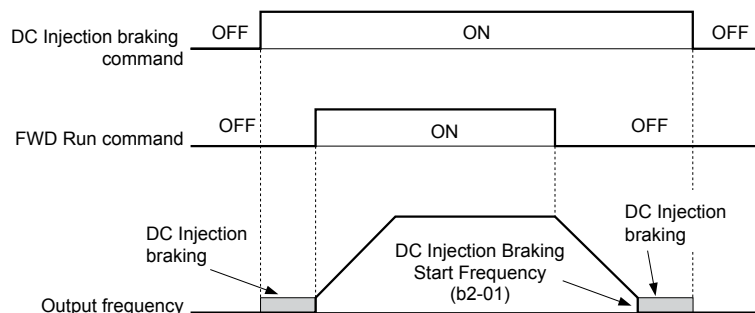 DC Injection braking
command
OFF
ON
OFF
FWD Run command
OFF
ON
OFF
DC Injection
braking
DC Injection Braking
Start Frequency
(b2-01)
DC Injection
braking
Output frequency